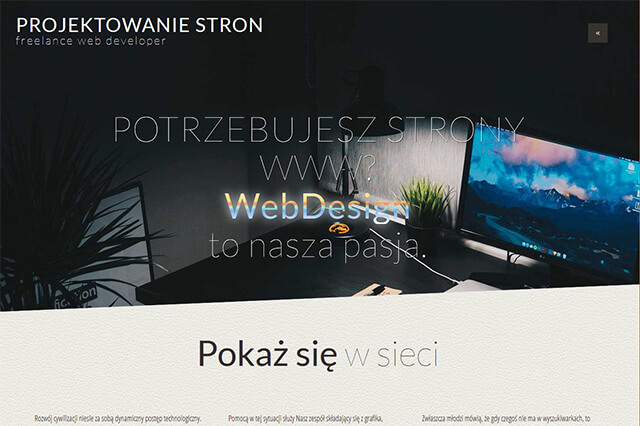 PROJEKTOWANIE STRON
freelance web developer
«
POTRZEBUJESZ STRONY
WWW?
WebDesign
to nasza pasja.
Pokaż się w sieci
Rozwój cywilizacji niesie za sobą dynamiczny postęp technologiczny.
Pomocą w tej sytuacji służy Nasz zespół składający się z grafika,
Zwłaszcza młodzi mówią, że gdy czegoś nie ma w wyszukiwarkach, to